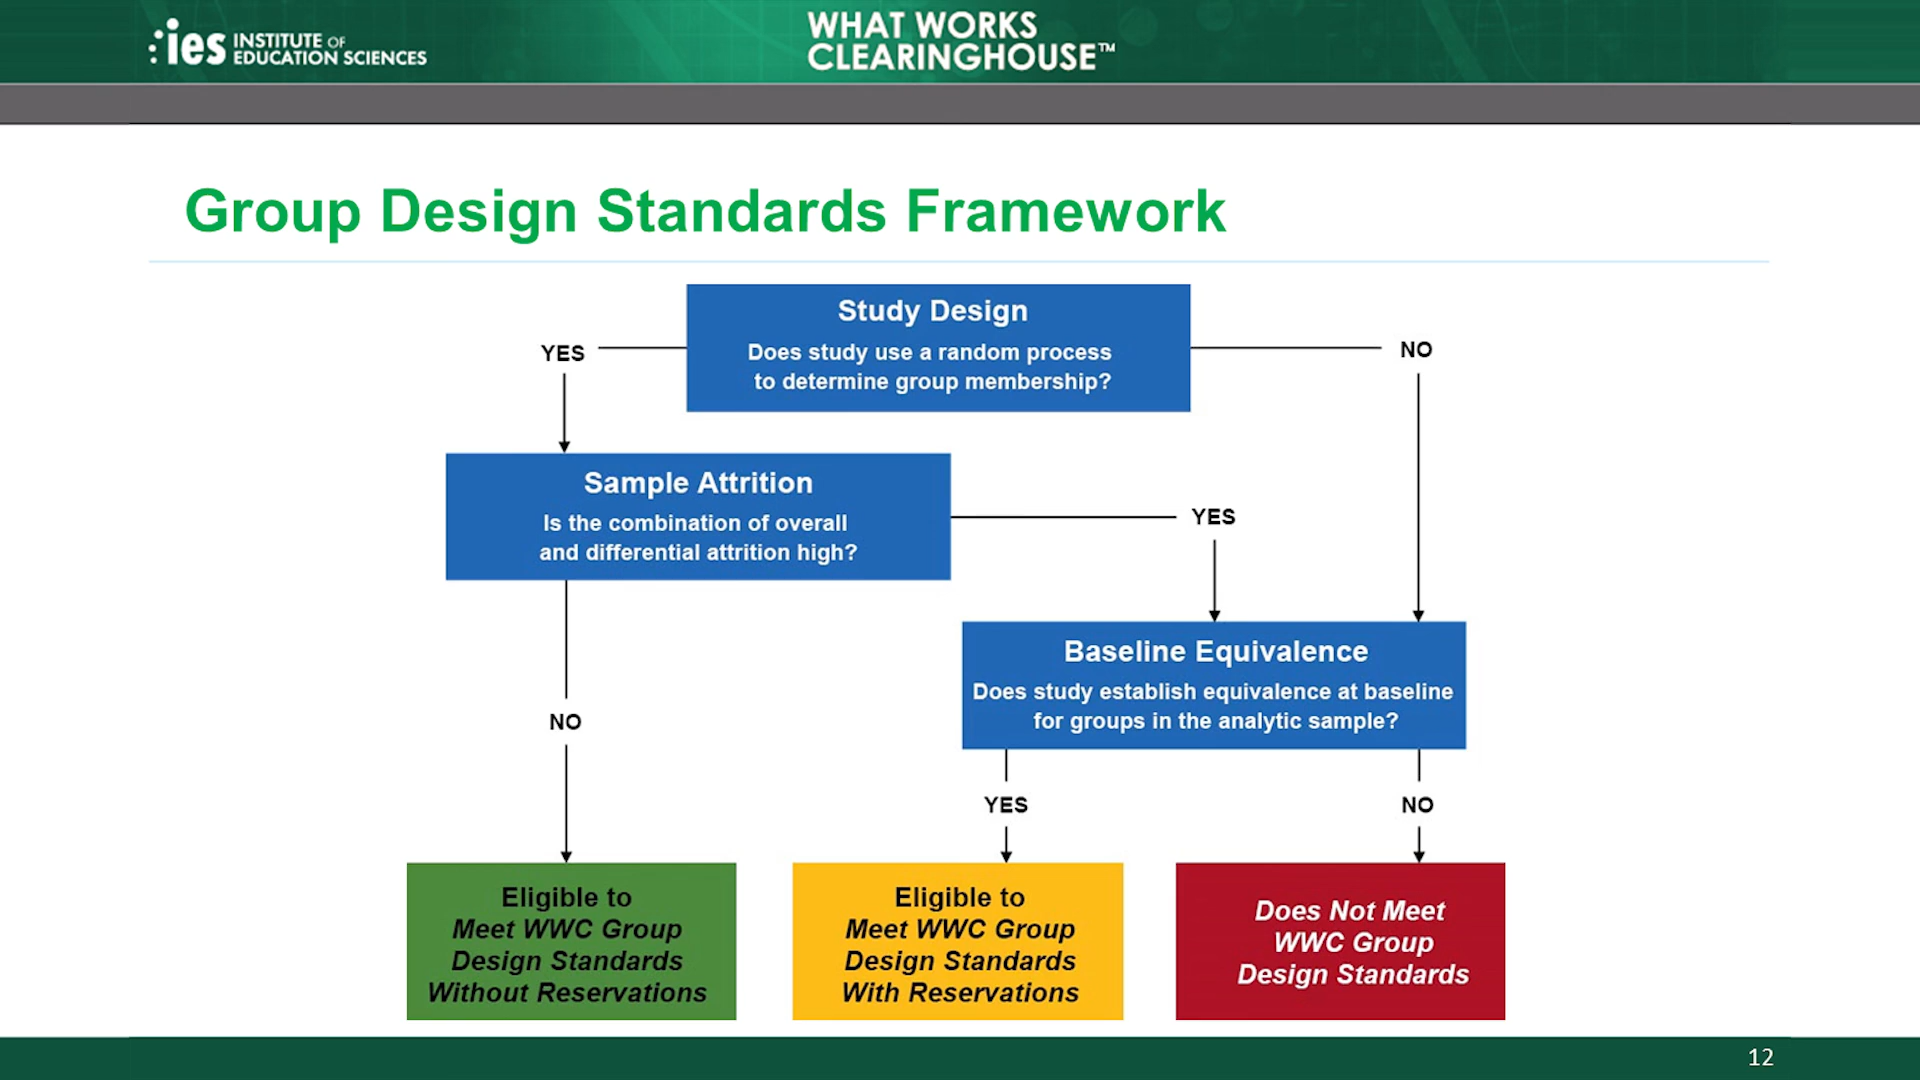 ies INSTITUTE OF
EDUCATION SCIENCES
WHAT WORKS
CLEARINGHOUSE™
Group Design Standards Framework
Study Design
Does study use a random process
to determine group membership?
YES
NO
Sample Attrition
Is the combination of overall
and differential attrition high?
YES
Baseline Equivalence
Does study establish equivalence at baseline
for groups in the analytic sample?
NO
YES
NO
Eligible to
Meet WWC Group
Design Standards
Without Reservations
Eligible to
Meet WWC Group
Design Standards
With Reservations
Does Not Meet
WWC Group
Design Standards
12